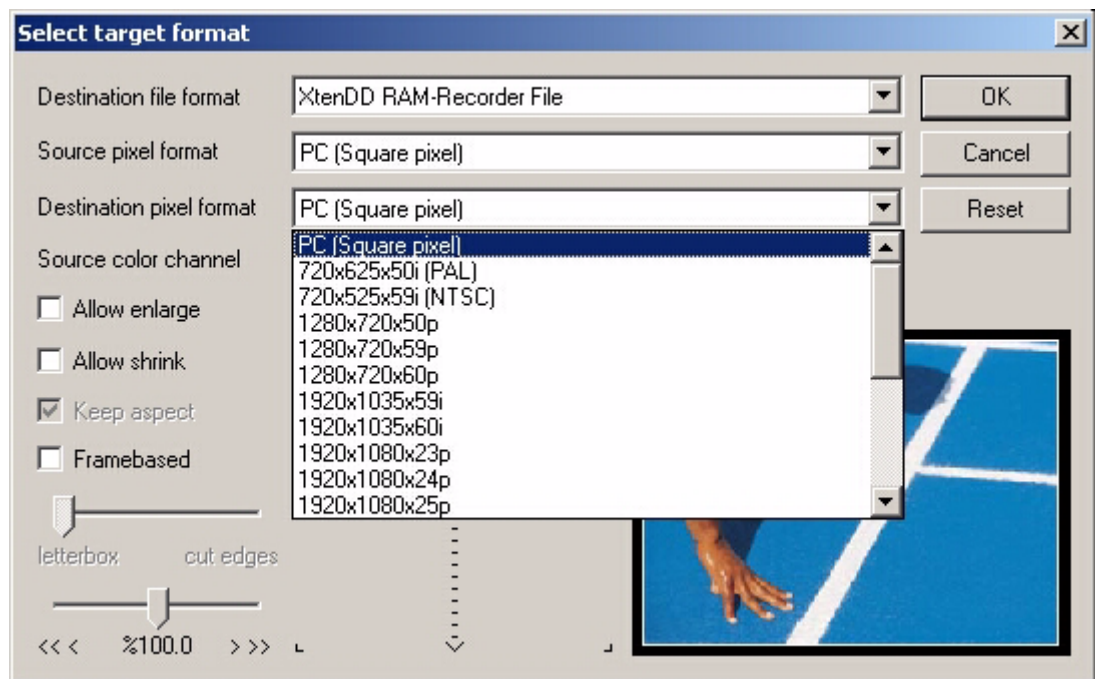 Select target format
Destination file format
XtenDD RAM-Recorder File
OK
Source pixel format
PC (Square pixel)
Cancel
Destination pixel format
PC (Square pixel)
Reset
Source color channel
PC (Square pixel)
720x625x50i (PAL)
720x525x59i (NTSC)
1280x720x50p
1280x720x59p
1280x720x60p
1920x1035x59i
1920x1035x60i
1920x1080x23p
1920x1080x24p
1920x1080x25p
Allow enlarge
Allow shrink
Keep aspect
Framebased
letterbox cut edges
<< < %100.0 > >>